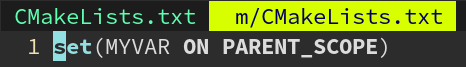 CMakeLists.txt m/CMakeLists.txt
1 set(MYVAR ON PARENT_SCOPE)